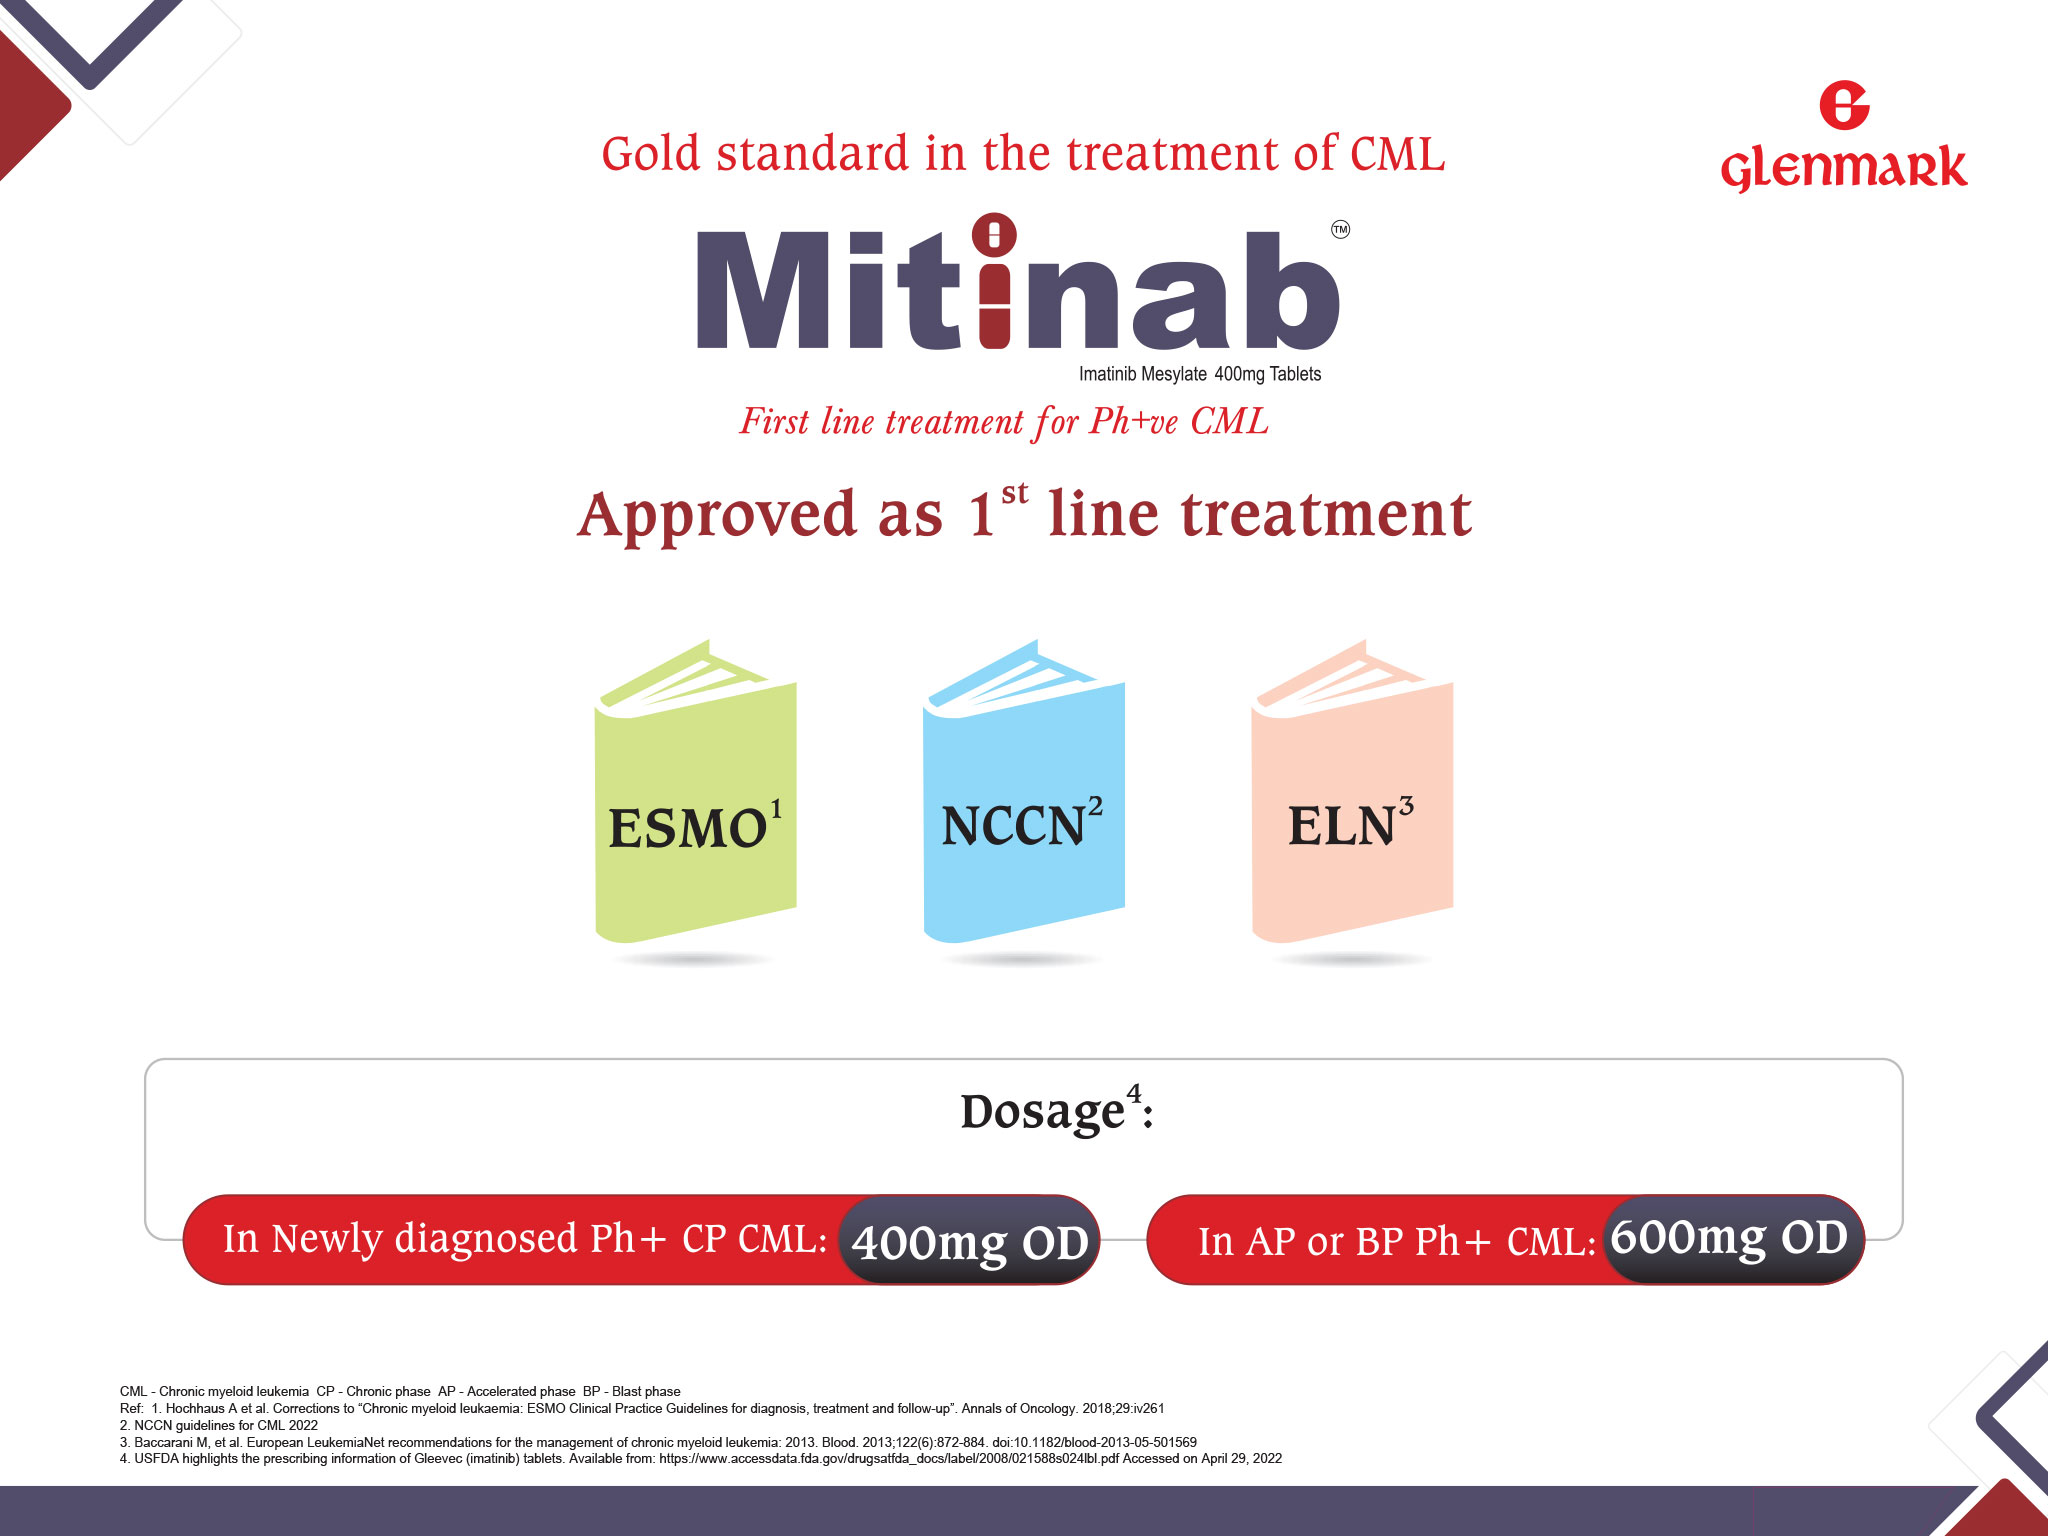 Gold standard in the treatment of CML
GLENMARK
Mitinab™
Imatinib Mesylate 400mg Tablets
First line treatment for Ph+ve CML
Approved as 1st line treatment
ESMO1
NCCN2
ELN3
Dosage4:
In Newly diagnosed Ph+ CP CML: 400mg OD
In AP or BP Ph+ CML: 600mg OD
CML - Chronic myeloid leukemia CP - Chronic phase AP - Accelerated phase BP - Blast phase
Ref: 1. Hochhaus A et al. Corrections to “Chronic myeloid leukaemia: ESMO Clinical Practice Guidelines for diagnosis, treatment and follow-up”. Annals of Oncology. 2018;29:iv261
2. NCCN guidelines for CML 2022
3. Baccarani M, et al. European LeukemiaNet recommendations for the management of chronic myeloid leukemia: 2013. Blood. 2013;122(6):872-884. doi:10.1182/blood-2013-05-501569
4. USFDA highlights the prescribing information of Gleevec (imatinib) tablets. Available from: https://www.accessdata.fda.gov/drugsatfda_docs/label/2008/021588s024lbl.pdf Accessed on April 29, 2022